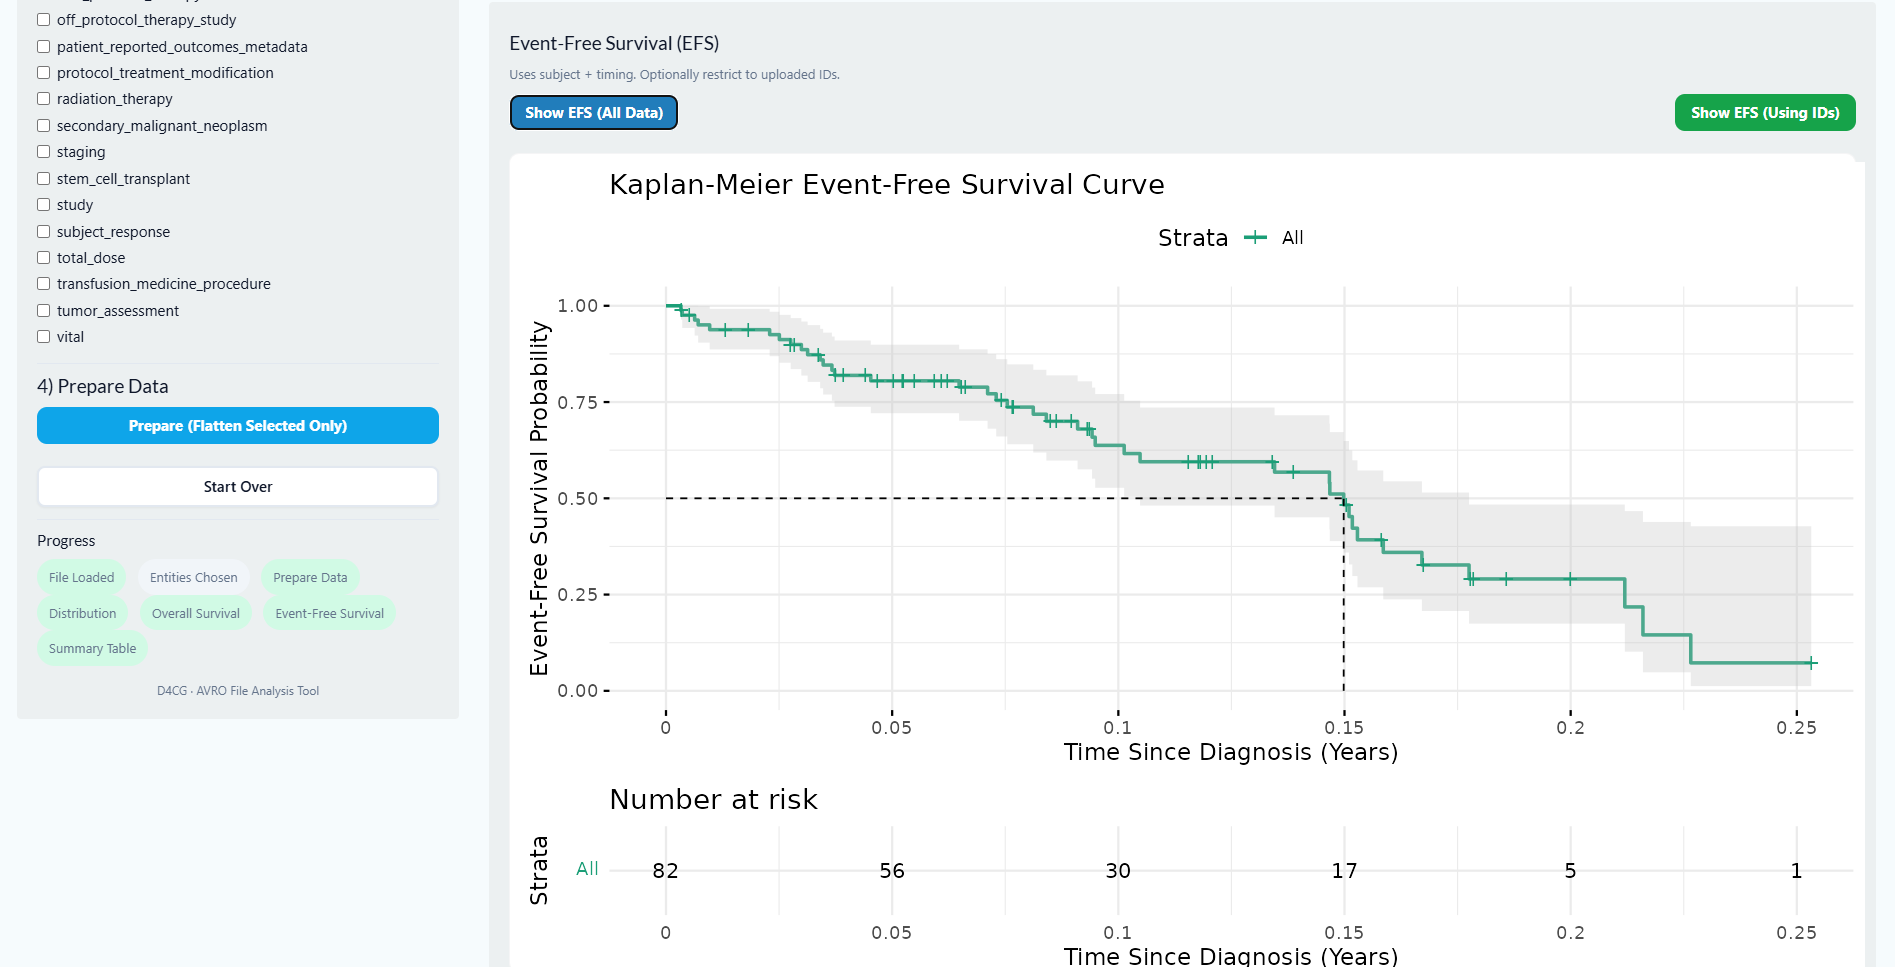 off_protocol_therapy_study
patient_reported_outcomes_metadata
protocol_treatment_modification
radiation_therapy
secondary_malignant_neoplasm
staging
stem_cell_transplant
study
subject_response
total_dose
transfusion_medicine_procedure
tumor_assessment
vital
4) Prepare Data
Prepare (Flatten Selected Only)
Start Over
Progress
File Loaded
Entities Chosen
Prepare Data
Distribution
Overall Survival
Event-Free Survival
Summary Table
D4CG · AVRO File Analysis Tool
Event-Free Survival (EFS)
Uses subject + timing. Optionally restrict to uploaded IDs.
Show EFS (All Data)
Show EFS (Using IDs)
Kaplan-Meier Event-Free Survival Curve
Strata All
Event-Free Survival Probability
1.00
0.75
0.50
0.25
0.00
0 0.05 0.1 0.15 0.2 0.25
Time Since Diagnosis (Years)
Number at risk
Strata
All 82 56 30 17 5 1
0 0.05 0.1 0.15 0.2 0.25
Time Since Diagnosis (Years)